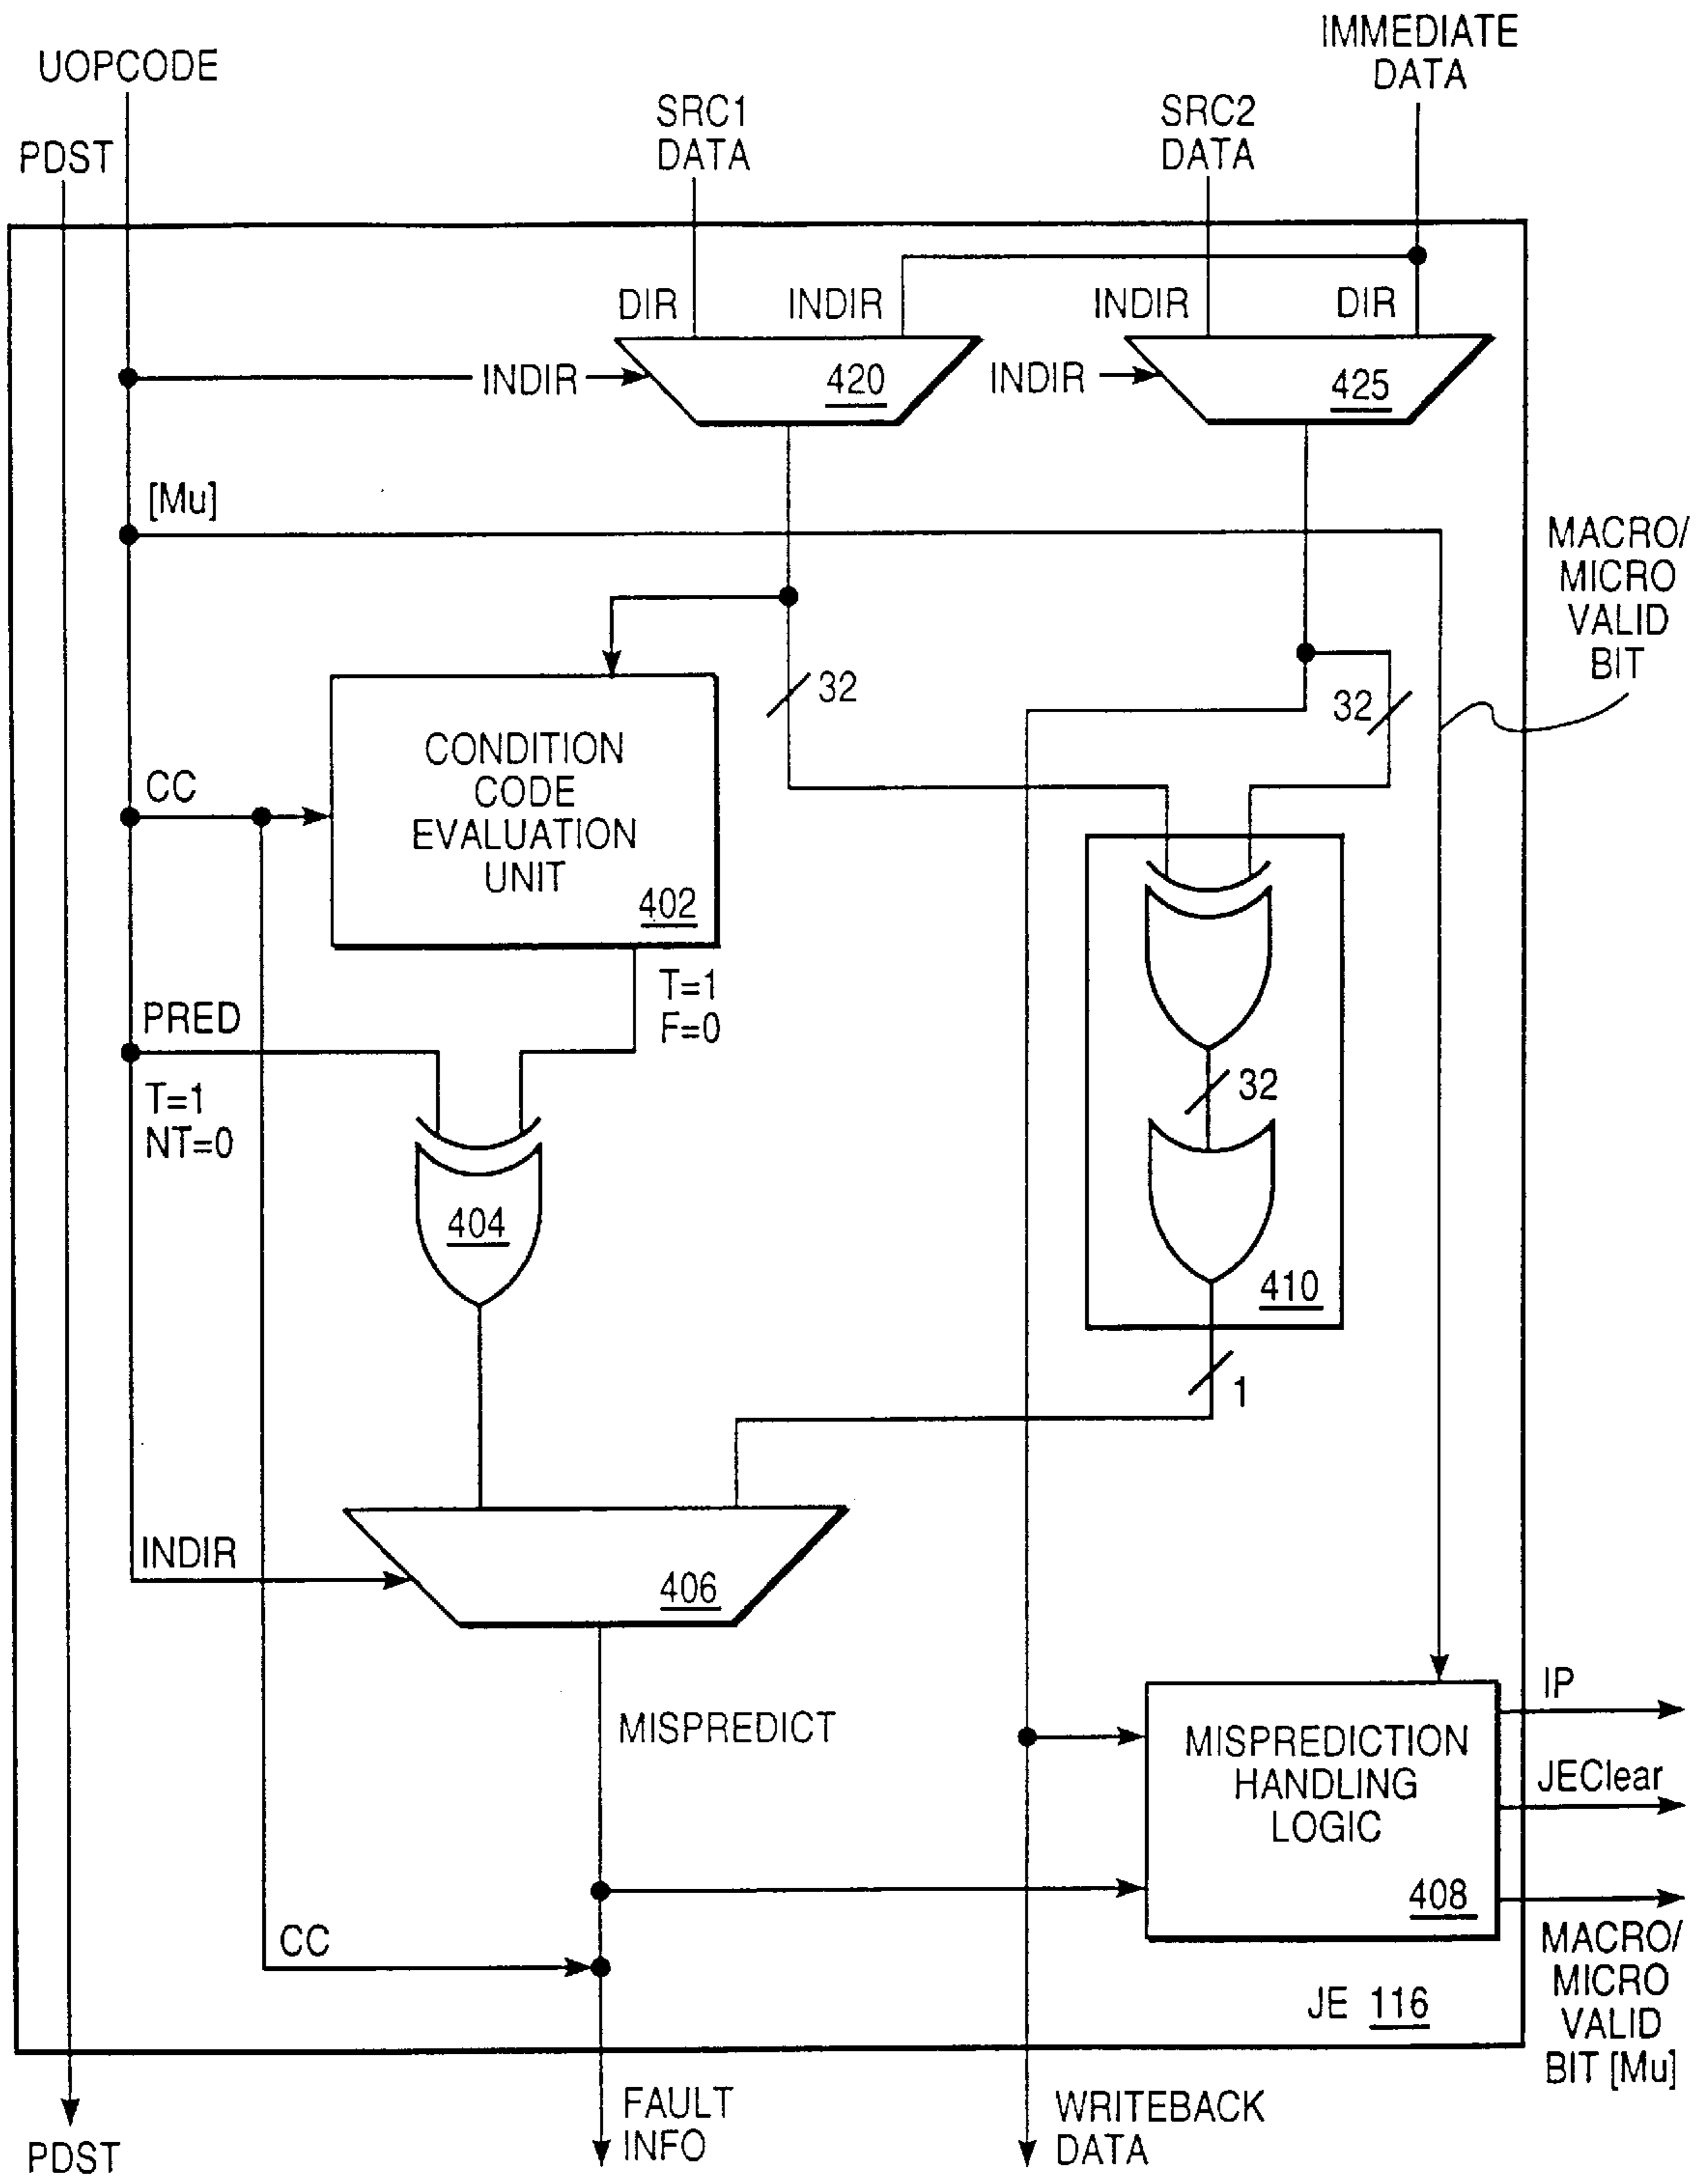 IMMEDIATE
DATA
UOPCODE
SRC1
DATA
SRC2
DATA
PDST
DIR
INDIR
INDIR
DIR
INDIR
420
INDIR
425
[Mu]
MACRO/
MICRO
VALID
BIT
32
32
CONDITION
CODE
EVALUATION
UNIT
402
CC
T=1
F=0
PRED
T=1
NT=0
32
404
410
1
INDIR
406
MISPREDICT
MISPREDICTION
HANDLING
LOGIC
408
IP
JEClear
CC
MACRO/
MICRO
VALID
BIT [Mu]
JE 116
PDST
FAULT
INFO
WRITEBACK
DATA